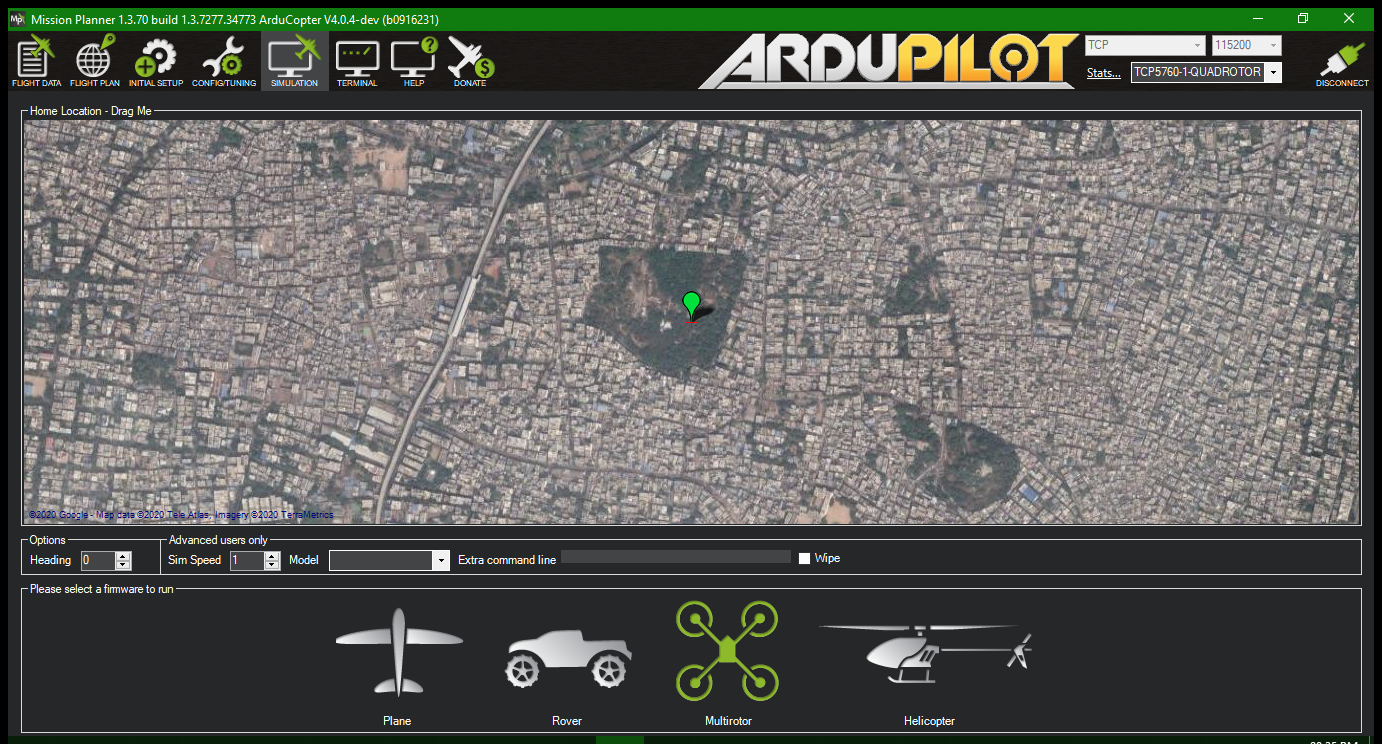 Mission Planner 1.3.70 build 1.3.7277.34773 ArduCopter V4.0.4-dev (b0916231)
FLIGHT DATA FLIGHT PLAN INITIAL SETUP CONFIG/TUNING SIMULATION TERMINAL HELP DONATE
ARDUPILOT
TCP 115200
Stats... TCP5760-1-QUADROTOR
DISCONNECT
Home Location - Drag Me
©2020 Google - Map data ©2020 Tele Atlas, Imagery ©2020 TerraMetrics
Options
Heading 0
Advanced users only
Sim Speed 1 Model Extra command line Wipe
Please select a firmware to run
Plane Rover Multirotor Helicopter